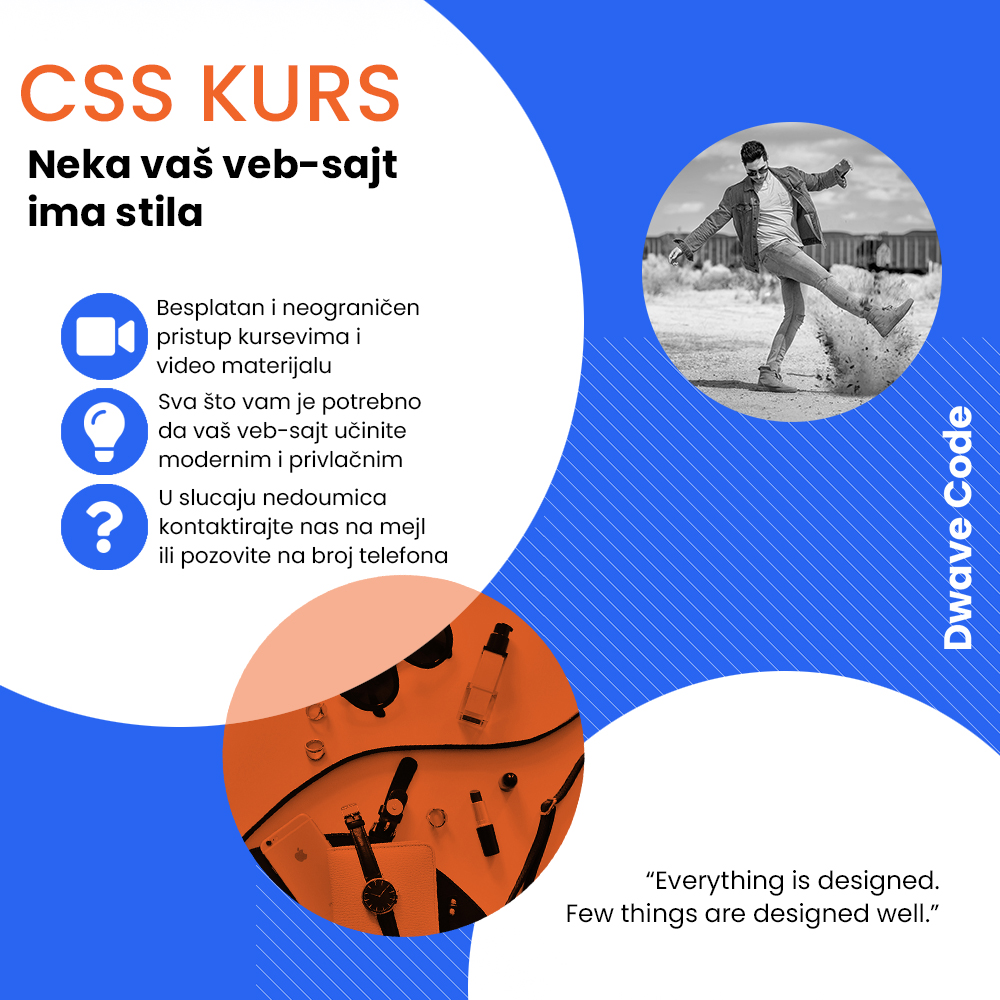 CSS KURS
Neka vaš veb-sajt
ima stila
Besplatan i neograničen
pristup kursevima i
video materijalu
Sva što vam je potrebno
da vaš veb-sajt učinite
modernim i privlačnim
U slucaju nedoumica
kontaktirajte nas na mejl
ili pozovite na broj telefona
Dwave Code
“Everything is designed.
Few things are designed well.”